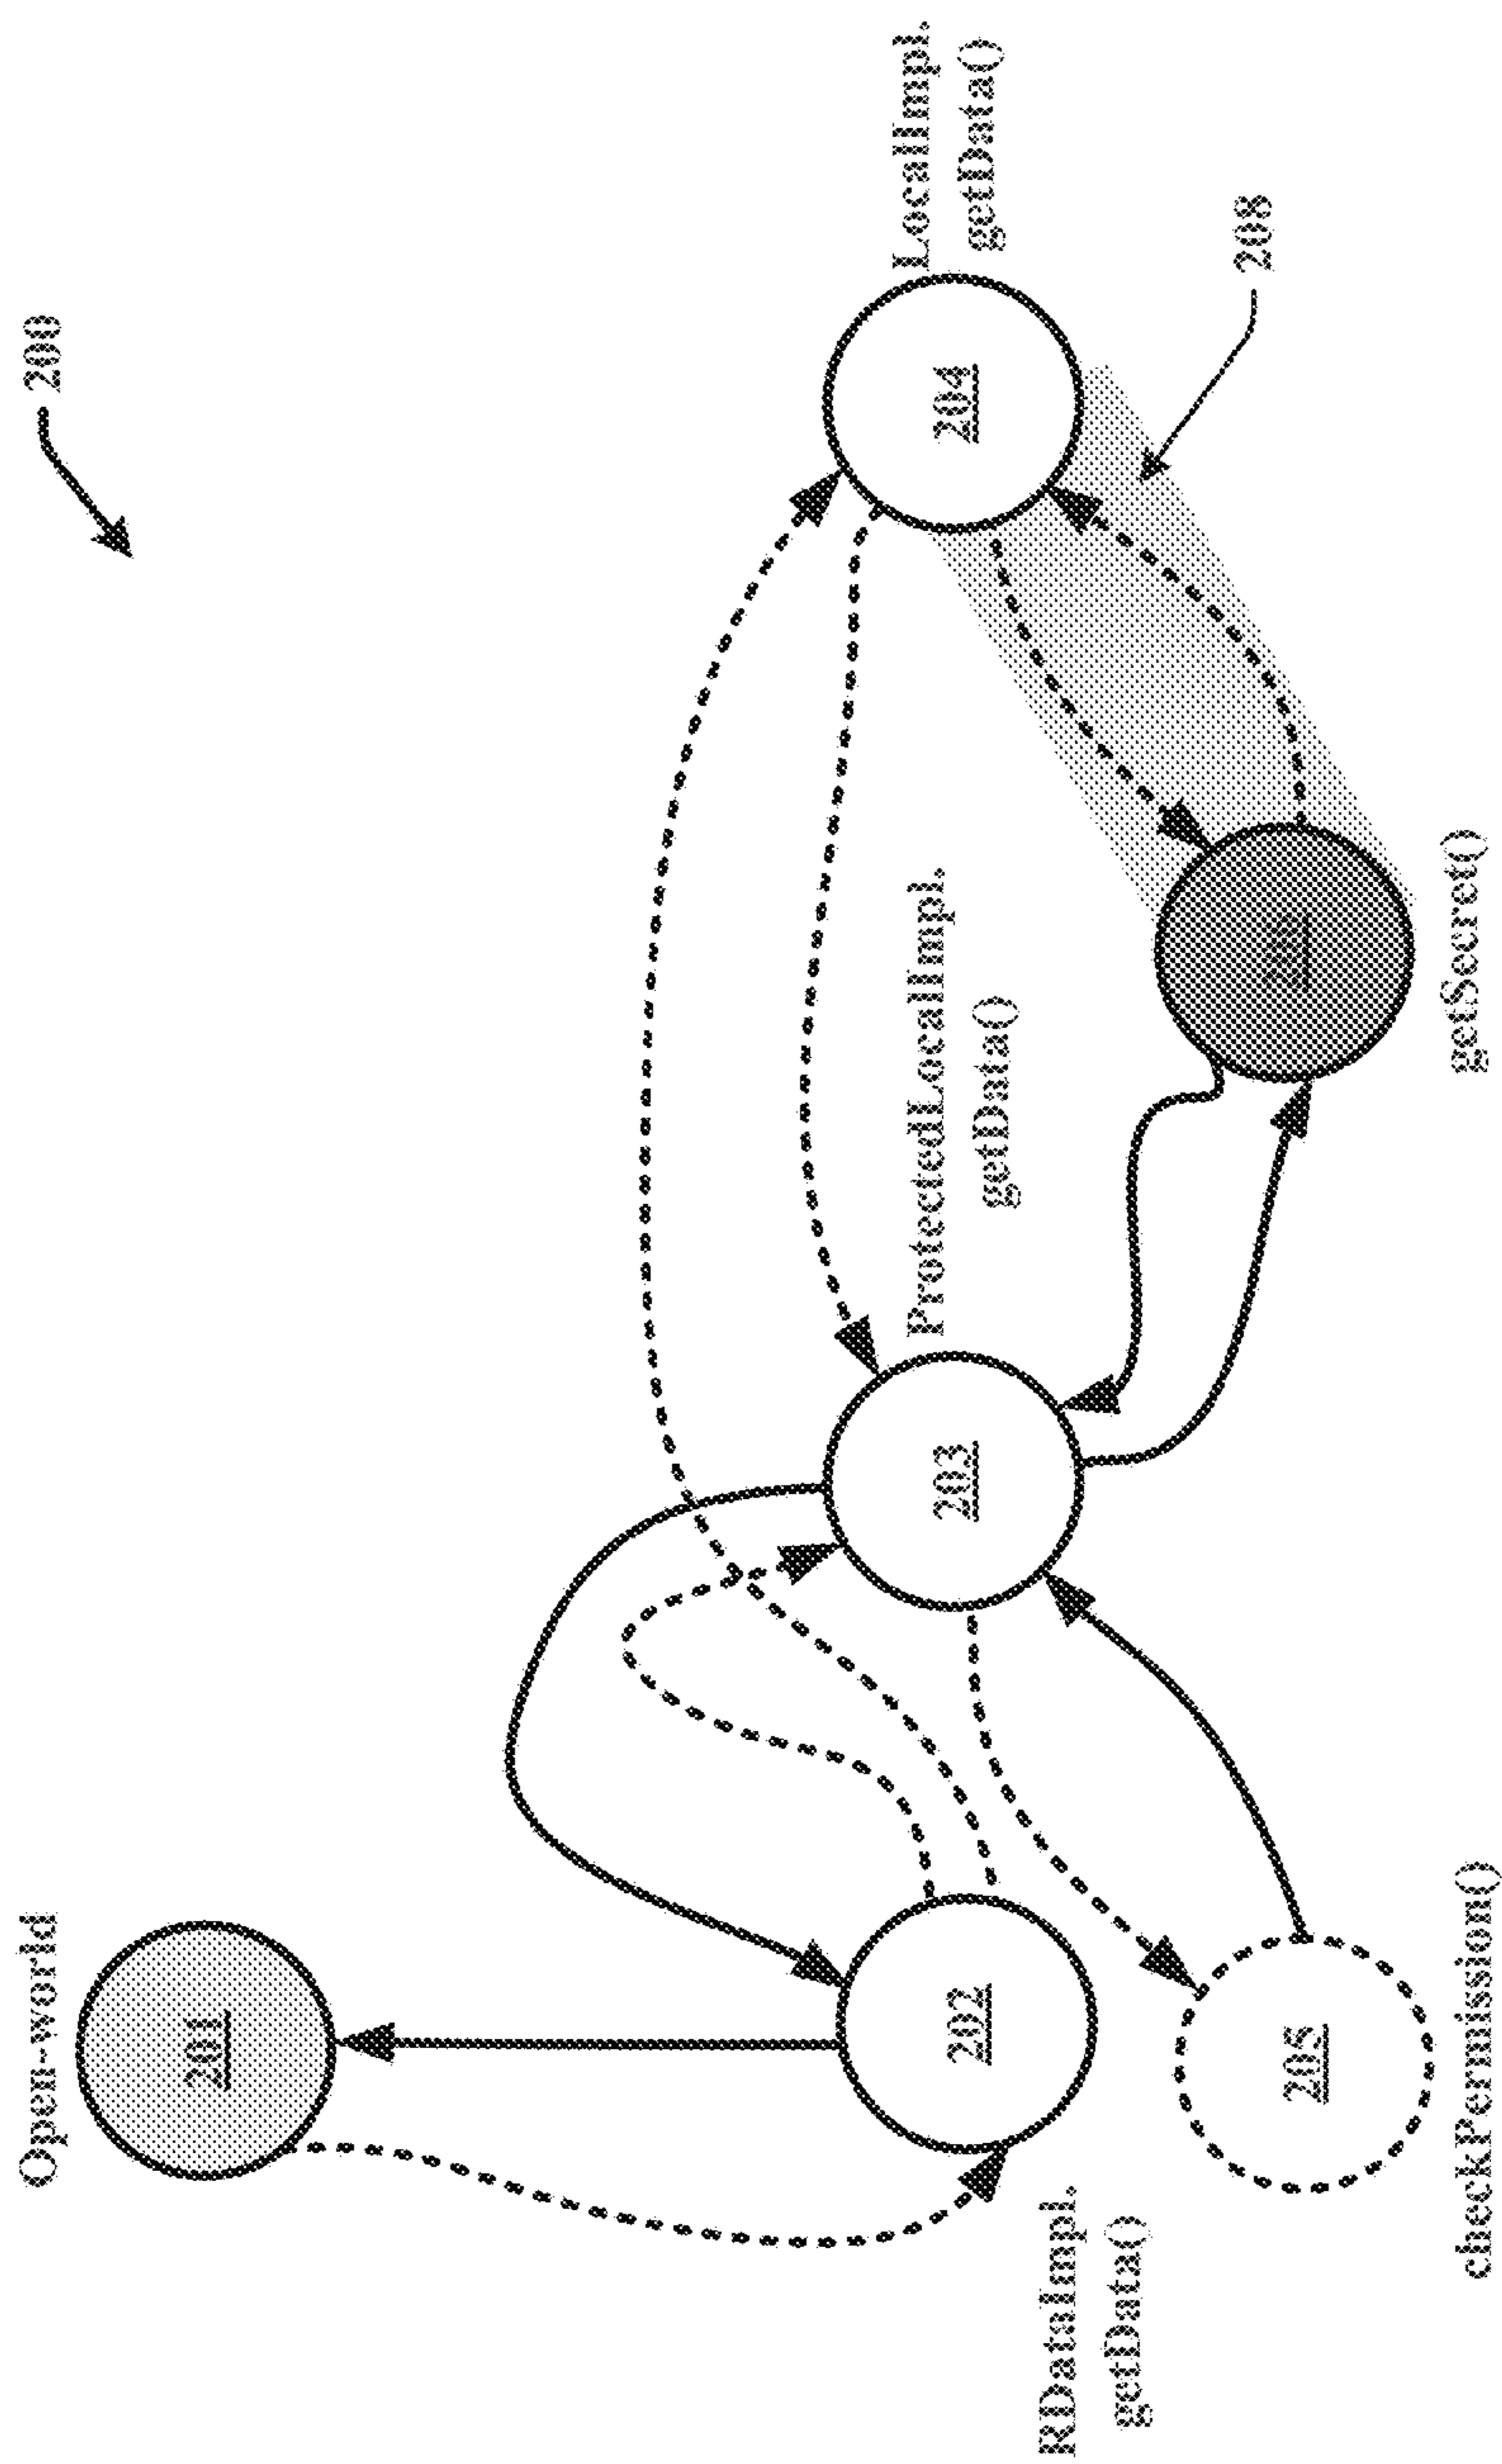 200
Open-world
201
RDataImpl.
getData()
202
203
ProtectedLocalImpl.
getData()
204
LocalImpl.
getData()
205
checkPermission()
getSecret()
208